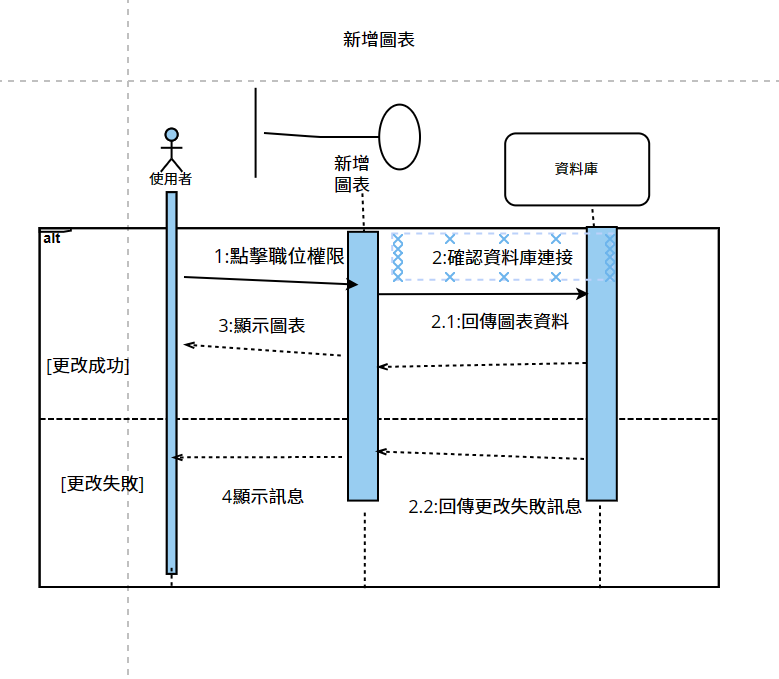 新增圖表
使用者
新增
圖表
資料庫
alt
1:點擊職位權限
2:確認資料庫連接
3:顯示圖表
2.1:回傳圖表資料
[更改成功]
[更改失敗]
4顯示訊息
2.2:回傳更改失敗訊息